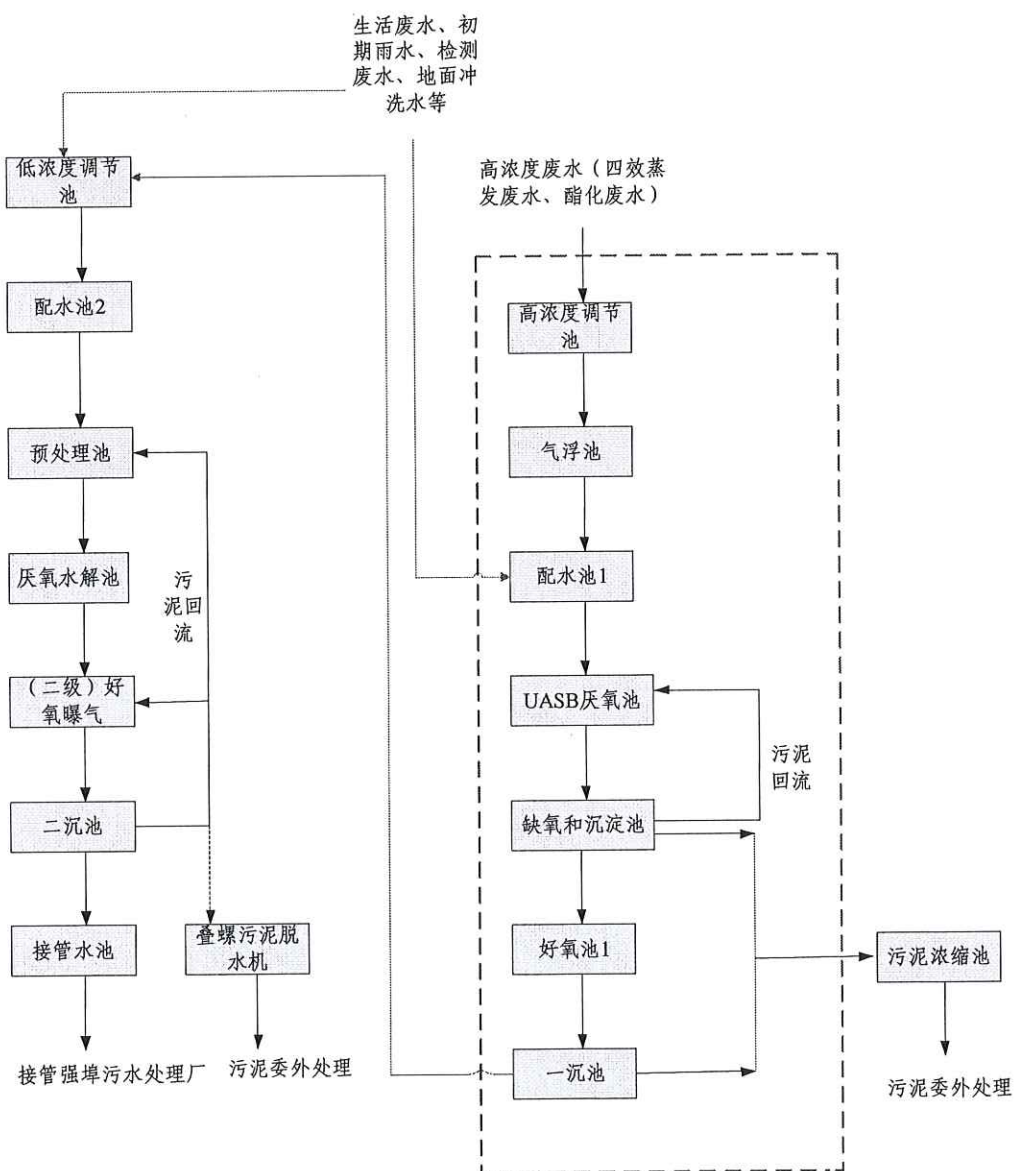 生活废水、初
期雨水、检测
废水、地面冲
洗水等
低浓度调节
池
配水池2
预处理池
厌氧水解池
（二级）好
氧曝气
二沉池
接管水池
接管强埠污水处理厂
污
泥回
流
叠螺污泥脱
水机
污泥委外处理
高浓度废水（四效蒸
发废水、酯化废水）
高浓度调节
池
气浮池
配水池1
UASB厌氧池
缺氧和沉淀池
好氧池1
一沉池
污泥
回流
污泥浓缩池
污泥委外处理